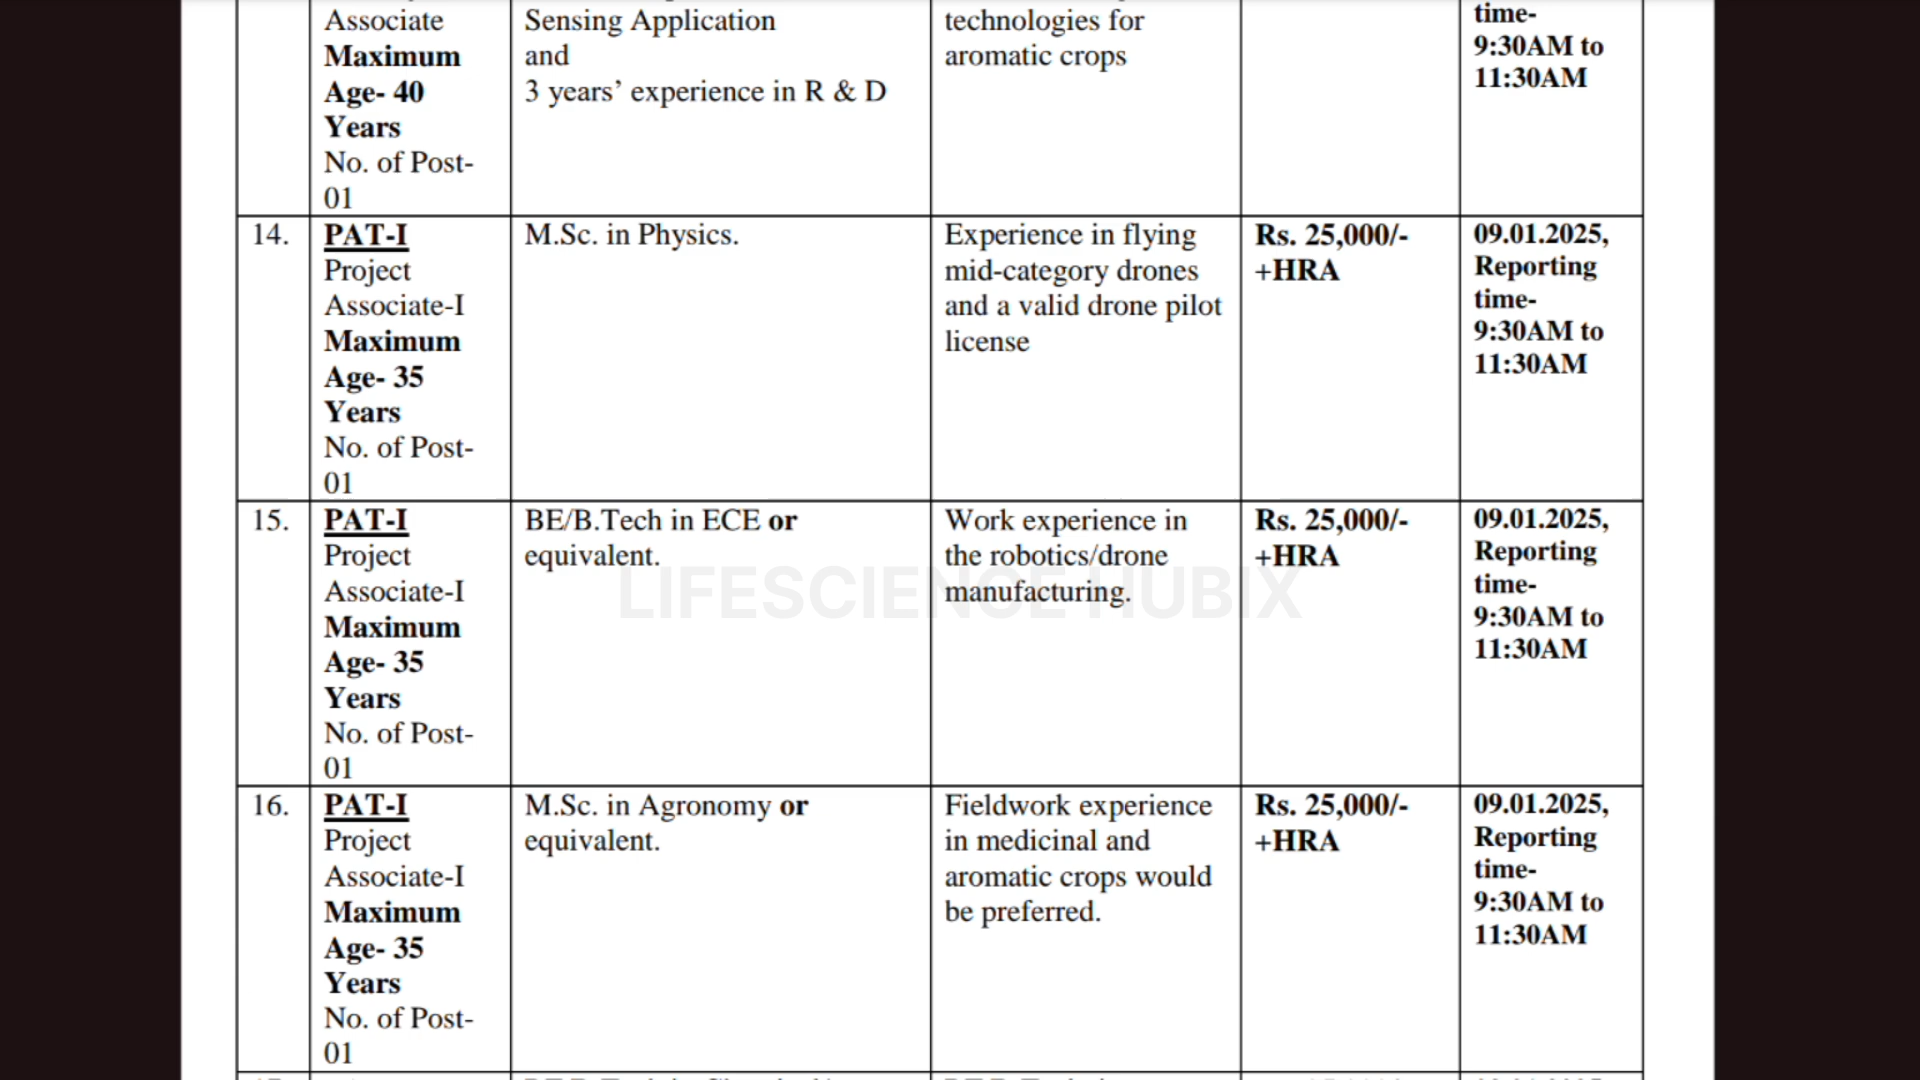 Associate
Maximum
Age- 40
Years
No. of Post-
01
Sensing Application
and
3 years’ experience in R & D
technologies for
aromatic crops
time-
9:30AM to
11:30AM
14.
PAT-I
Project
Associate-I
Maximum
Age- 35
Years
No. of Post-
01
M.Sc. in Physics.
Experience in flying
mid-category drones
and a valid drone pilot
license
Rs. 25,000/-
+HRA
09.01.2025,
Reporting
time-
9:30AM to
11:30AM
15.
PAT-I
Project
Associate-I
Maximum
Age- 35
Years
No. of Post-
01
BE/B.Tech in ECE or
equivalent.
Work experience in
the robotics/drone
manufacturing.
Rs. 25,000/-
+HRA
09.01.2025,
Reporting
time-
9:30AM to
11:30AM
LIFESCIENCE HUBIX
16.
PAT-I
Project
Associate-I
Maximum
Age- 35
Years
No. of Post-
01
M.Sc. in Agronomy or
equivalent.
Fieldwork experience
in medicinal and
aromatic crops would
be preferred.
Rs. 25,000/-
+HRA
09.01.2025,
Reporting
time-
9:30AM to
11:30AM